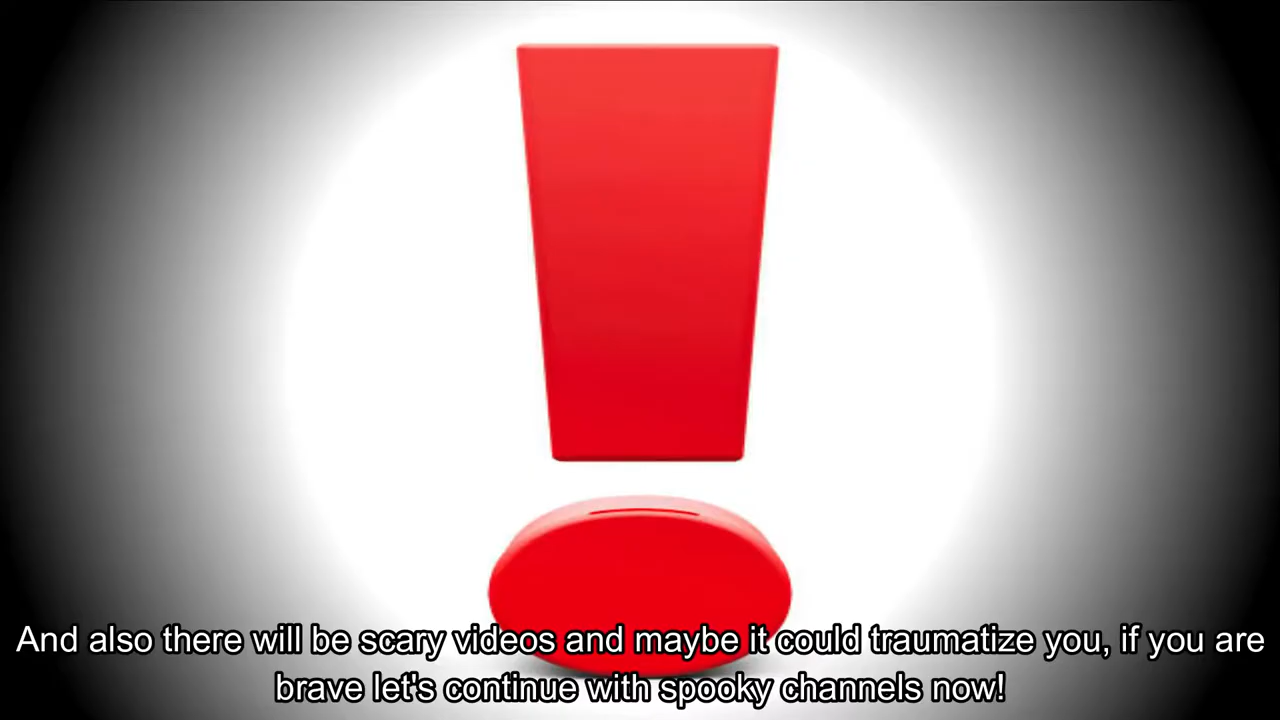 And also there will be scary videos and maybe it could traumatize you, if you are
brave let's continue with spooky channels now!